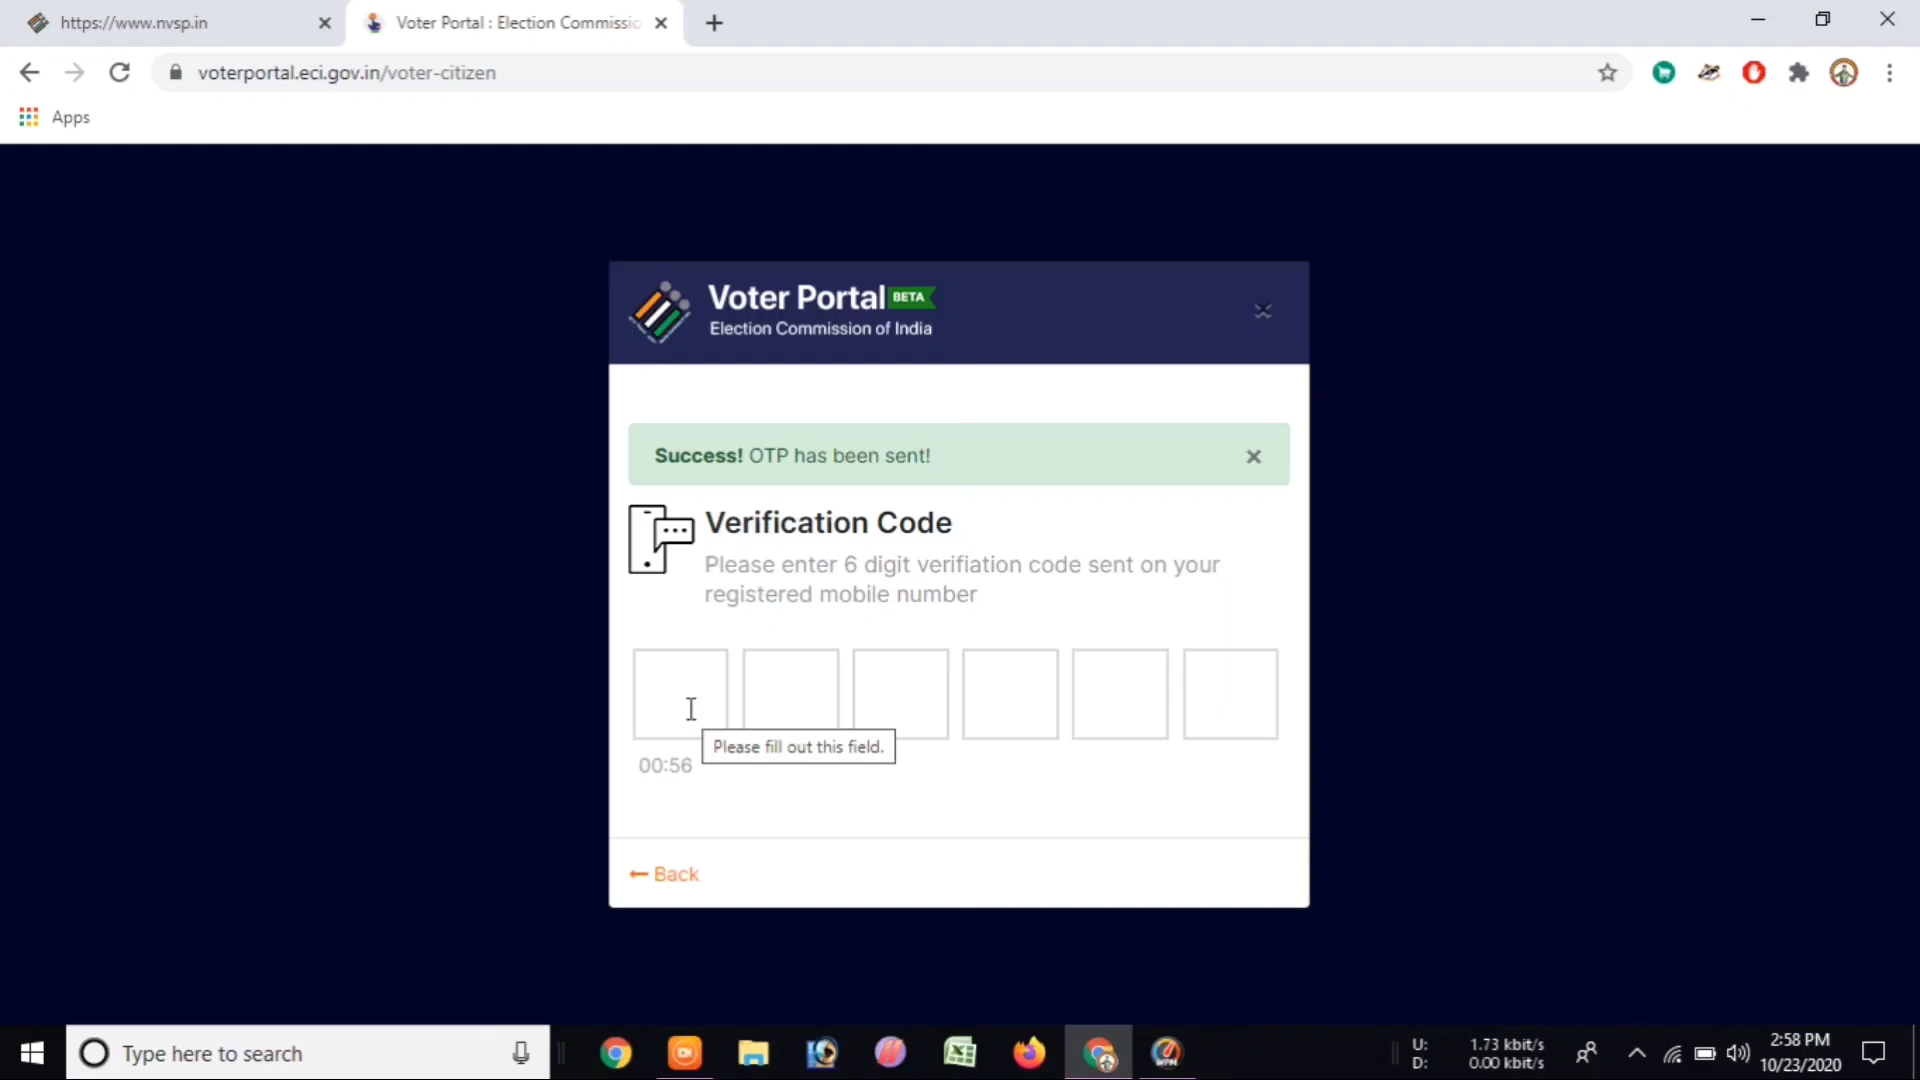 https://www.nvsp.in
Voter Portal : Election Commissio
voterportal.eci.gov.in/voter-citizen
Apps
Voter Portal BETA
Election Commission of India
Success! OTP has been sent!
Verification Code
Please enter 6 digit verifiation code sent on your
registered mobile number
Please fill out this field.
00:56
Back
Type here to search
U: 1.73 kbit/s
D: 0.00 kbit/s
2:58 PM
10/23/2020